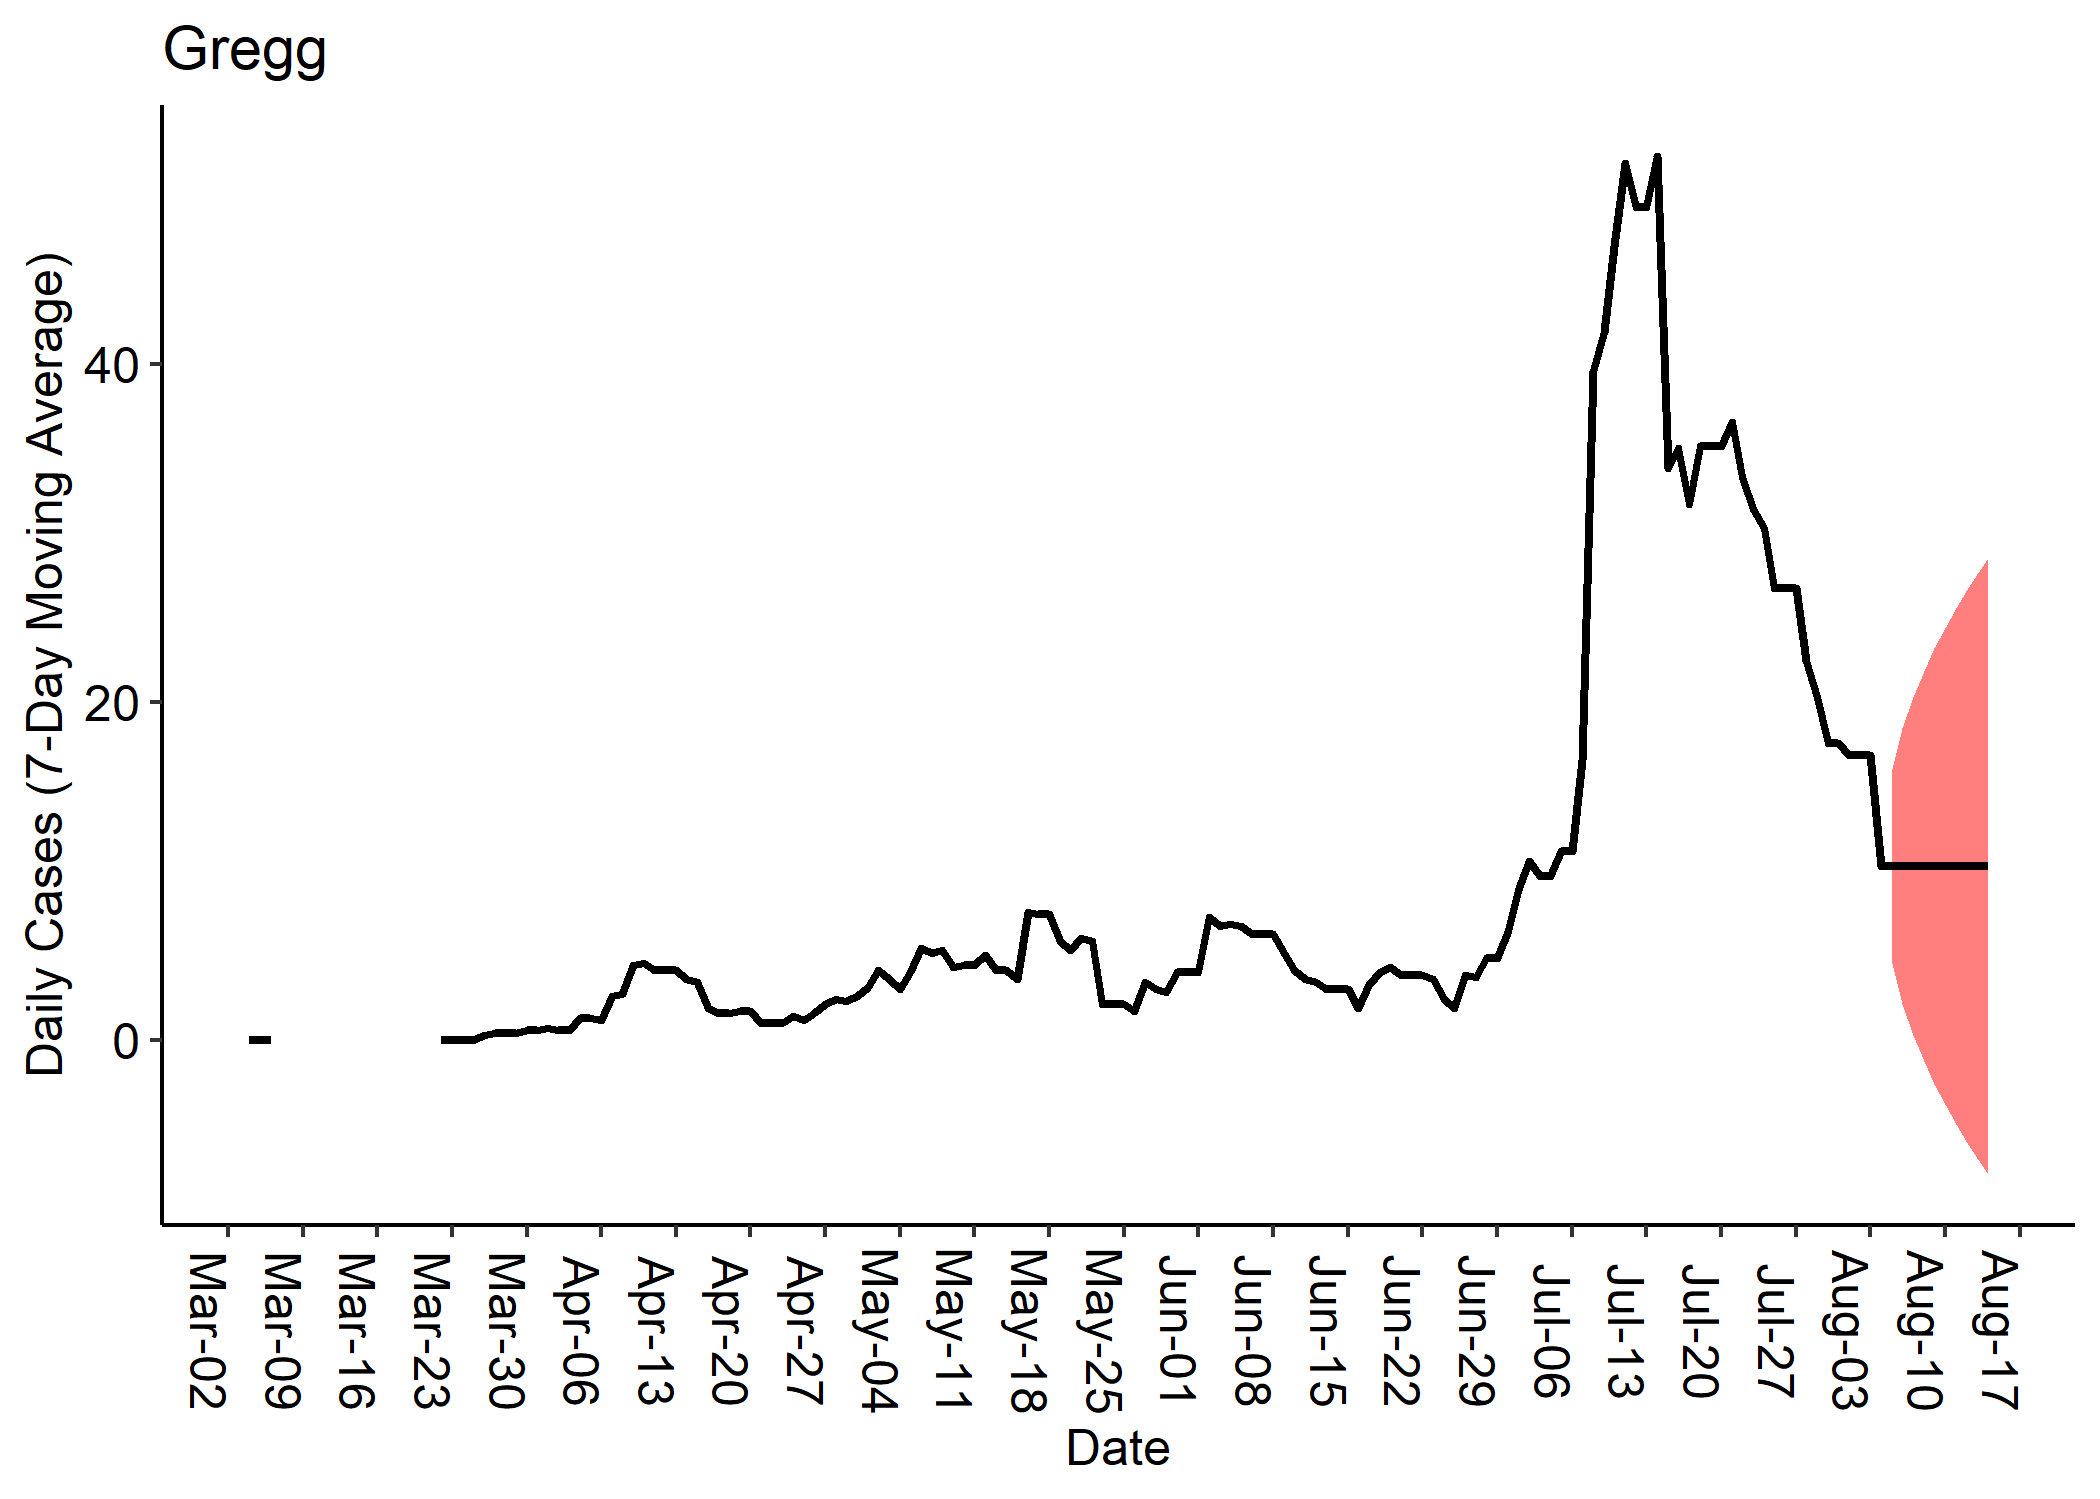 Gregg
Daily Cases (7-Day Moving Average)
40
20
0
Mar-02
Mar-09
Mar-16
Mar-23
Mar-30
Apr-06
Apr-13
Apr-20
Apr-27
May-04
May-11
May-18
May-25
Jun-01
Jun-08
Jun-15
Jun-22
Jun-29
Jul-06
Jul-13
Jul-20
Jul-27
Aug-03
Aug-10
Aug-17
Date